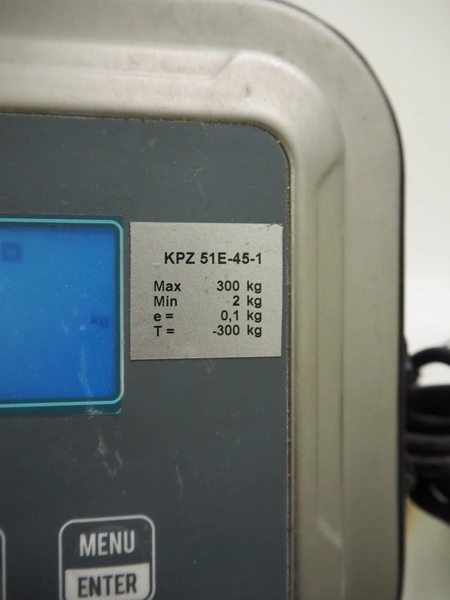 KPZ 51E-45-1
Max 300 kg
Min 2 kg
e = 0,1 kg
T = -300 kg
kg
MENU
ENTER